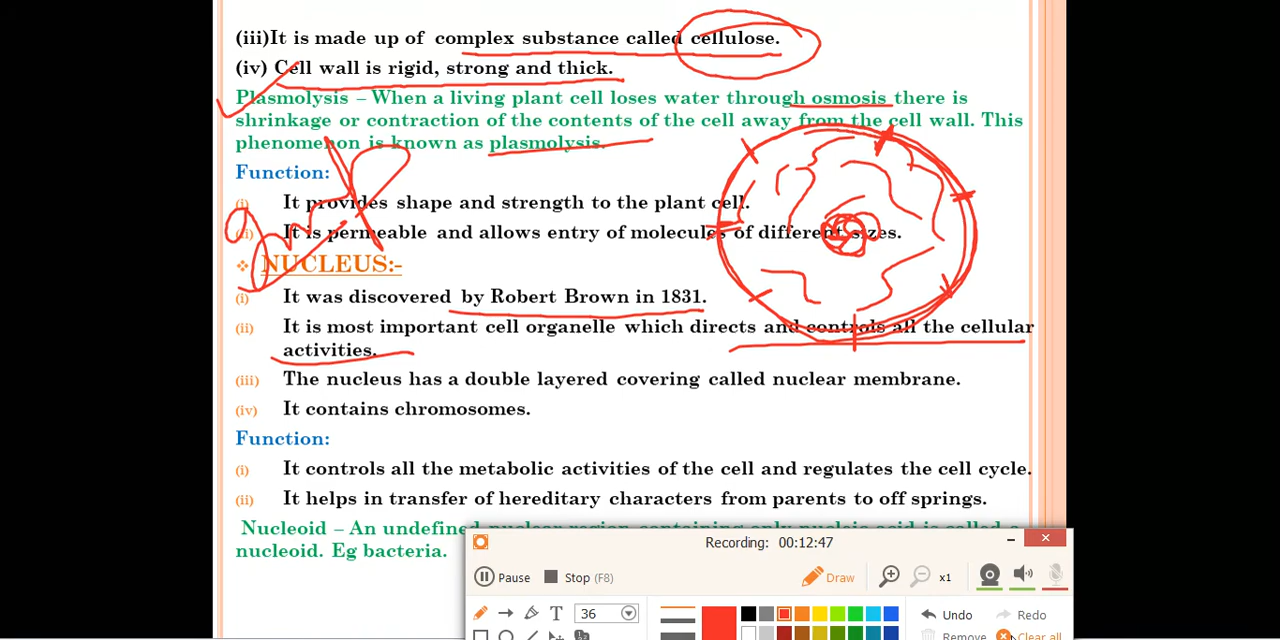 (iii)It is made up of complex substance called cellulose.
(iv) Cell wall is rigid, strong and thick.
Plasmolysis – When a living plant cell loses water through osmosis there is
shrinkage or contraction of the contents of the cell away from the cell wall. This
phenomenon is known as plasmolysis.
Function:
(i) It provides shape and strength to the plant cell.
(ii) It is permeable and allows entry of molecules of different sizes.
❖ NUCLEUS:-
(i) It was discovered by Robert Brown in 1831.
(ii) It is most important cell organelle which directs and controls all the cellular
activities.
(iii) The nucleus has a double layered covering called nuclear membrane.
(iv) It contains chromosomes.
Function:
(i) It controls all the metabolic activities of the cell and regulates the cell cycle.
(ii) It helps in transfer of hereditary characters from parents to off springs.
Nucleoid – An undefined nuclear region containing only nucleic acid is called a
nucleoid. Eg bacteria.
Recording: 00:12:47
Pause Stop (F8) Draw x1
T 36 Undo Redo
Remove Clear all